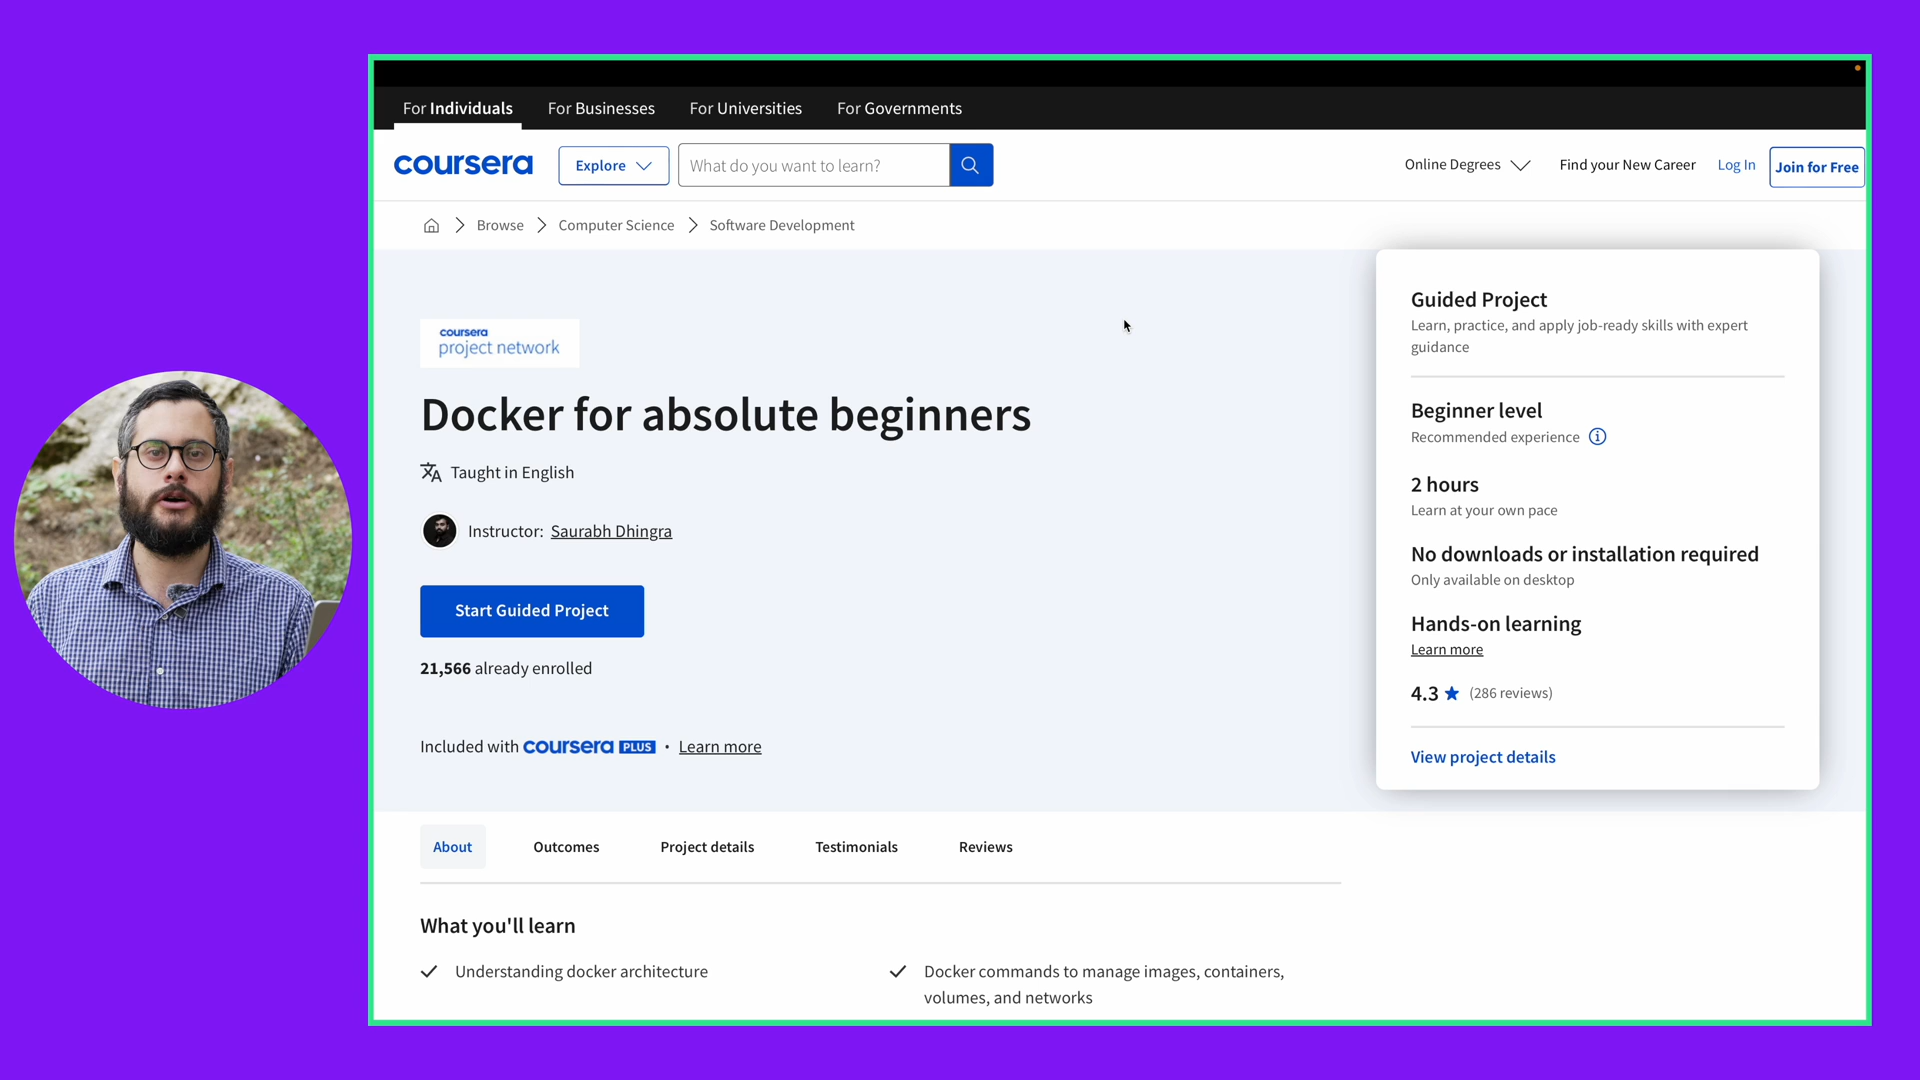 For Individuals
For Businesses
For Universities
For Governments
coursera
Explore
What do you want to learn?
Online Degrees
Find your New Career
Log In
Join for Free
Browse
Computer Science
Software Development
coursera
project network
Docker for absolute beginners
Taught in English
Instructor: Saurabh Dhingra
Start Guided Project
21,566 already enrolled
Included with coursera PLUS • Learn more
Guided Project
Learn, practice, and apply job-ready skills with expert
guidance
Beginner level
Recommended experience
2 hours
Learn at your own pace
No downloads or installation required
Only available on desktop
Hands-on learning
Learn more
4.3 ★ (286 reviews)
View project details
About
Outcomes
Project details
Testimonials
Reviews
What you'll learn
Understanding docker architecture
Docker commands to manage images, containers,
volumes, and networks